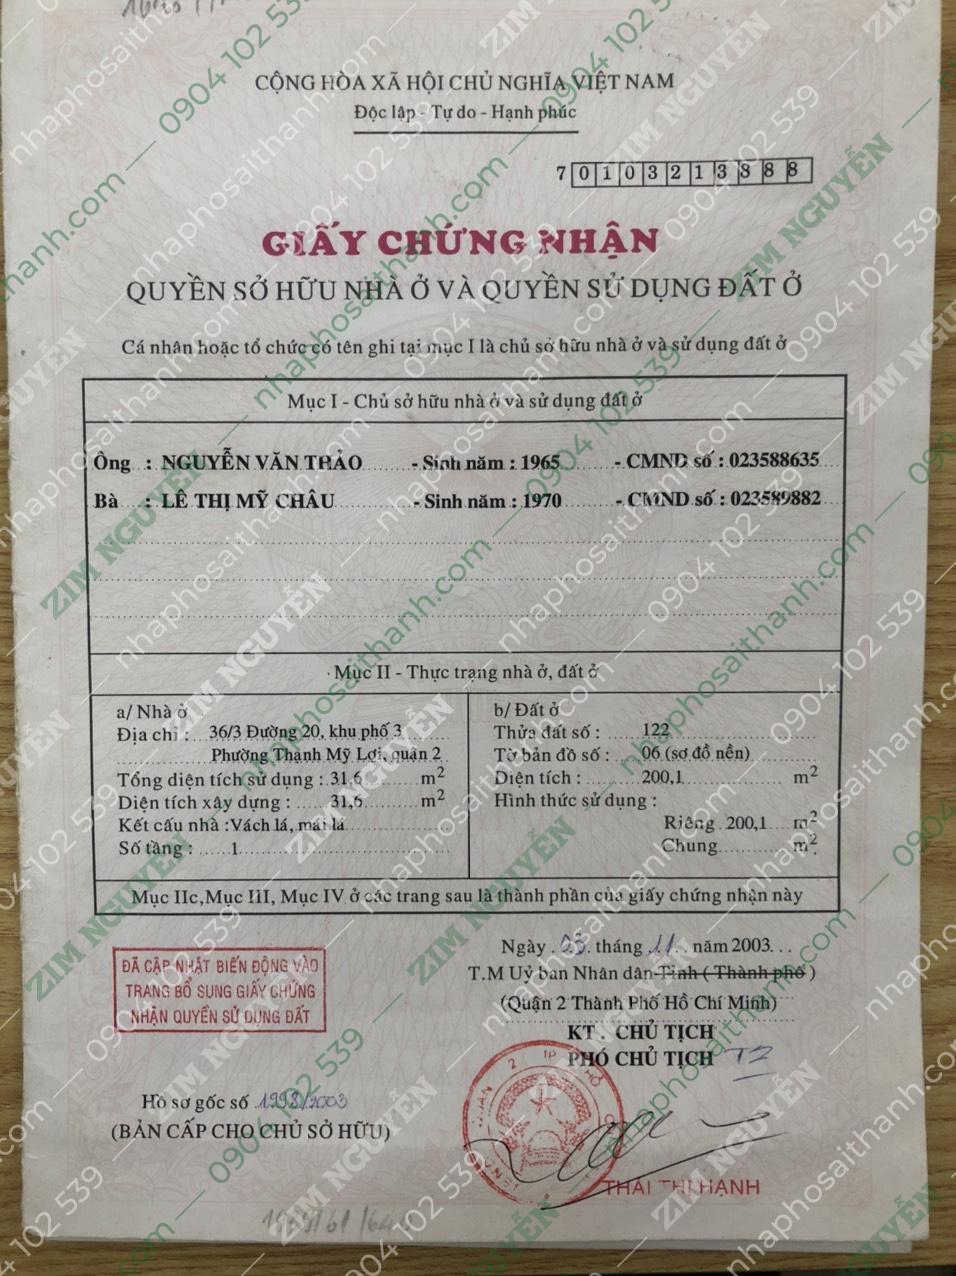 CỘNG HÒA XÃ HỘI CHỦ NGHĨA VIỆT NAM
Độc lập - Tự do - Hạnh phúc
7 0 1 0 3 2 1 3 8 8 8
GIẤY CHỨNG NHẬN
QUYỀN SỞ HỮU NHÀ Ở VÀ QUYỀN SỬ DỤNG ĐẤT Ở
Cá nhân hoặc tổ chức có tên ghi tại mục I là chủ sở hữu nhà ở và sử dụng đất ở
Mục I - Chủ sở hữu nhà ở và sử dụng đất ở
Ông : NGUYỄN VĂN THẢO - Sinh năm : 1965 - CMND số : 023588635
Bà : LÊ THỊ MỸ CHÂU - Sinh năm : 1970 - CMND số : 023589882
Mục II - Thực trạng nhà ở, đất ở
a/ Nhà ở
Địa chỉ : 36/3 Đường 20, khu phố 3
Phường Thạnh Mỹ Lợi, quận 2
Tổng diện tích sử dụng : 31,6 m2
Diện tích xây dựng : 31,6 m2
Kết cấu nhà : Vách lá, mái lá
Số tầng : 1
b/ Đất ở
Thửa đất số : 122
Tờ bản đồ số : 06 (sơ đồ nền)
Diện tích : 200,1 m2
Hình thức sử dụng :
Riêng 200,1 m2
Chung m2
Mục IIc, Mục III, Mục IV ở các trang sau là thành phần của giấy chứng nhận này
Ngày 03 tháng 11 năm 2003
T.M Uỷ ban Nhân dân Tỉnh ( Thành phố )
(Quận 2 Thành Phố Hồ Chí Minh)
KT . CHỦ TỊCH
PHÓ CHỦ TỊCH
ĐÃ CẬP NHẬT BIẾN ĐỘNG VÀO
TRANG BỔ SUNG GIẤY CHỨNG
NHẬN QUYỀN SỬ DỤNG ĐẤT
Hồ sơ gốc số 1998/2003
(BẢN CẤP CHO CHỦ SỞ HỮU)
THÁI THỊ HẠNH
ZIM NGUYỄN — nhaphosaithanh.com — 0904 102 539